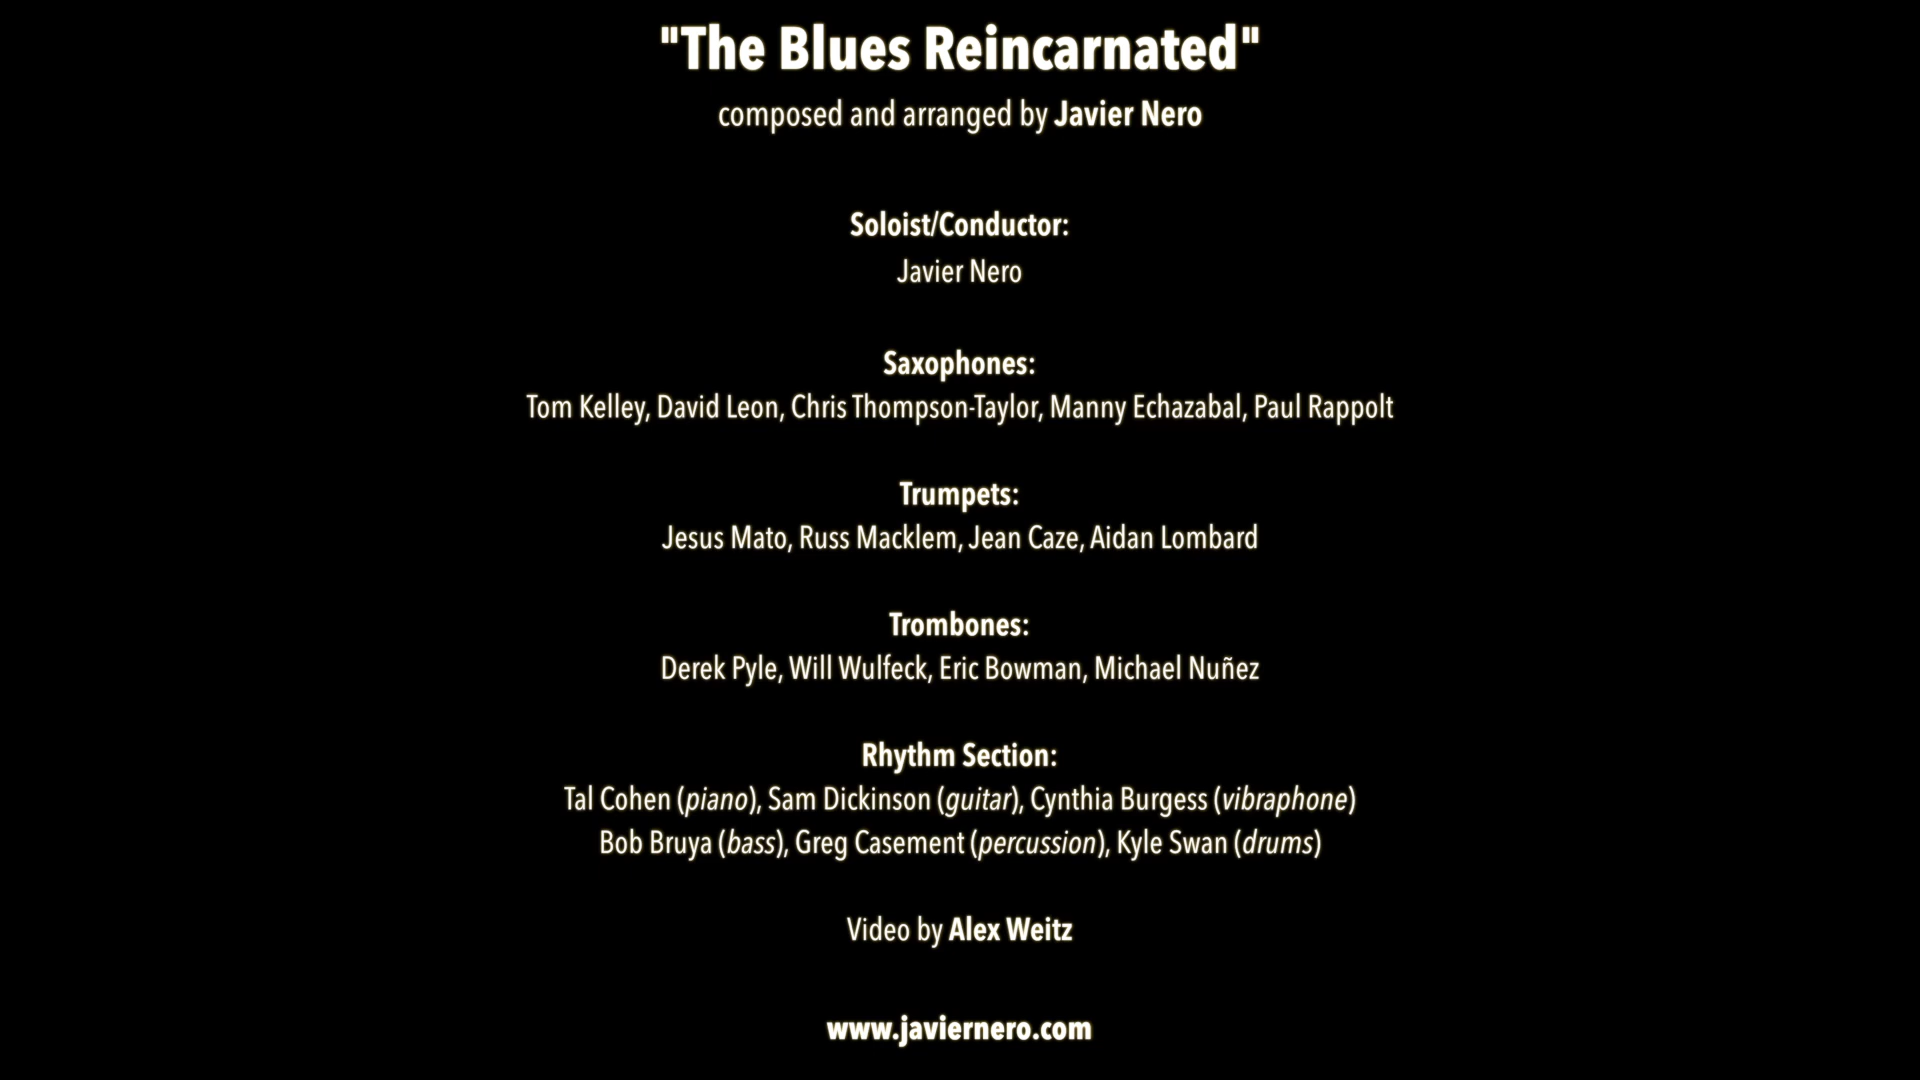 "The Blues Reincarnated"
composed and arranged by Javier Nero
Soloist/Conductor:
Javier Nero
Saxophones:
Tom Kelley, David Leon, Chris Thompson-Taylor, Manny Echazabal, Paul Rappolt
Trumpets:
Jesus Mato, Russ Macklem, Jean Caze, Aidan Lombard
Trombones:
Derek Pyle, Will Wulfeck, Eric Bowman, Michael Nuñez
Rhythm Section:
Tal Cohen (piano), Sam Dickinson (guitar), Cynthia Burgess (vibraphone)
Bob Bruya (bass), Greg Casement (percussion), Kyle Swan (drums)
Video by Alex Weitz
www.javiernero.com